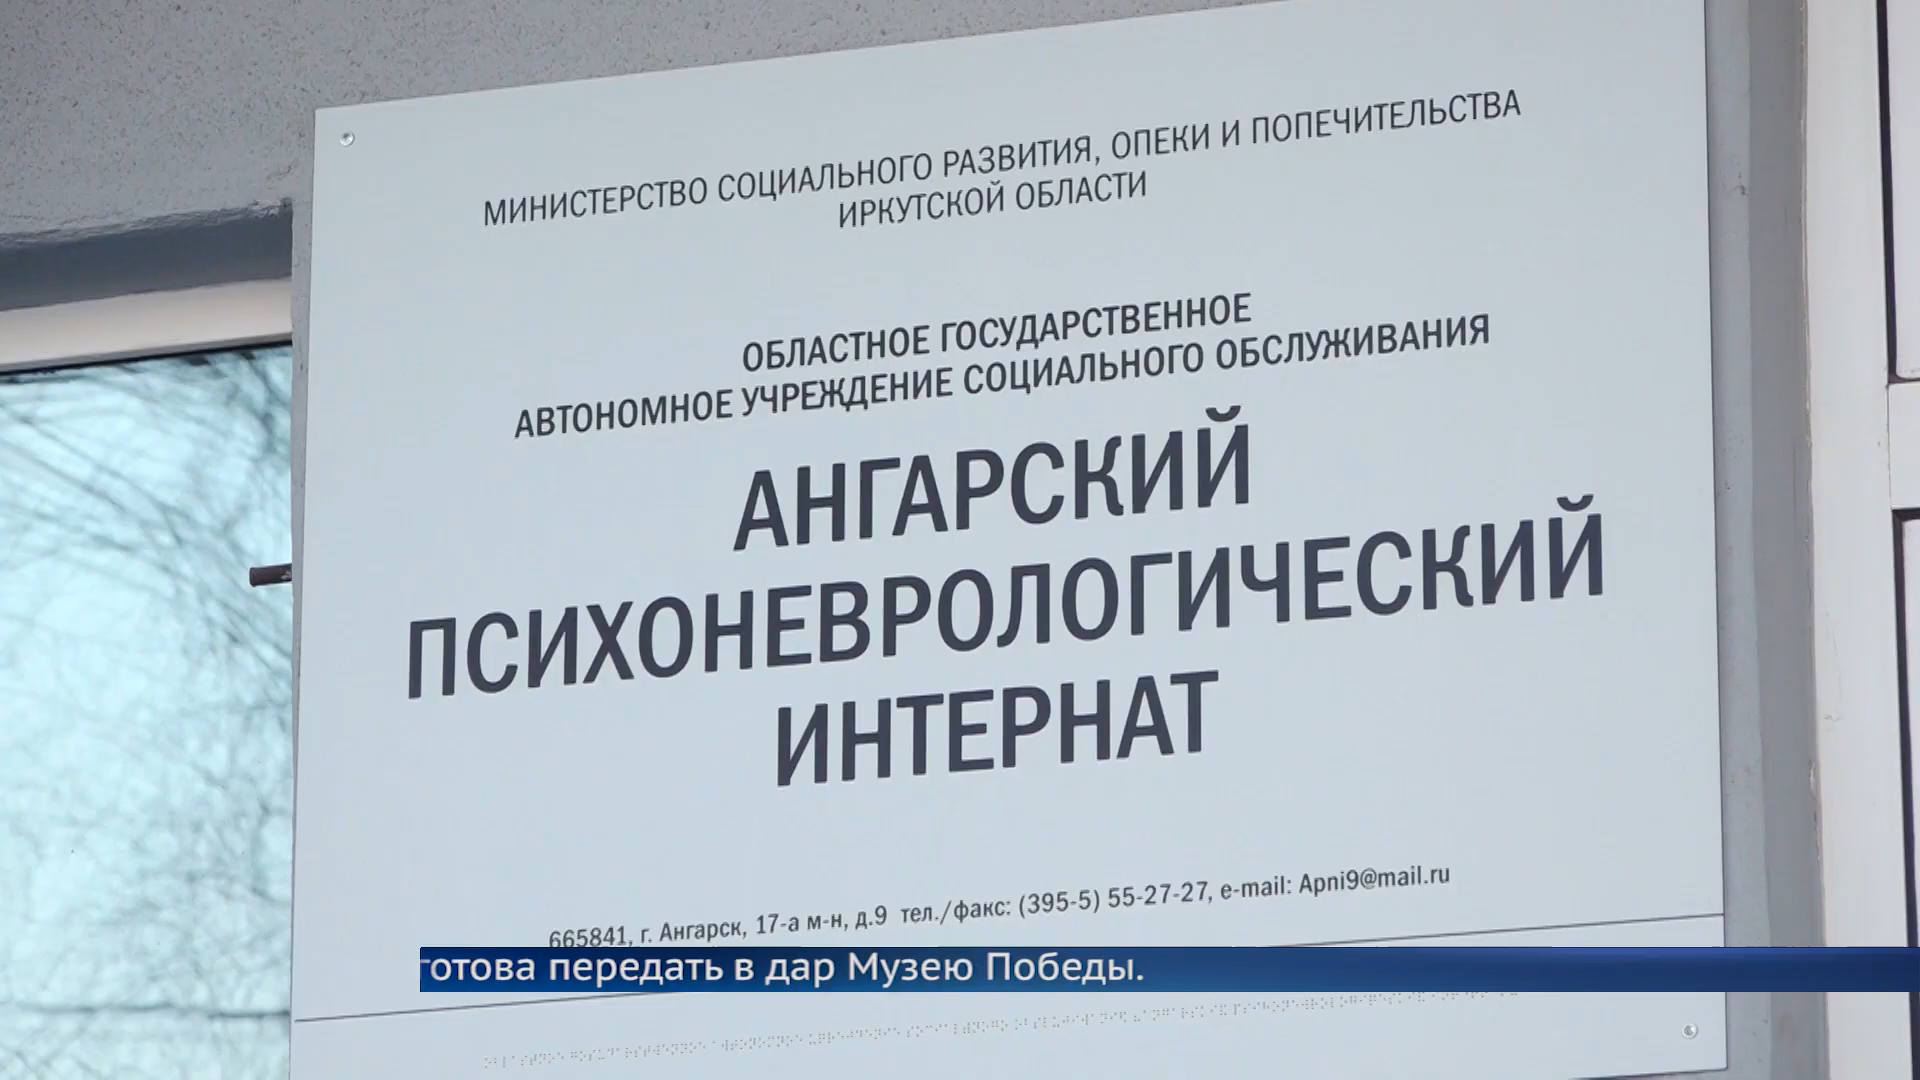 МИНИСТЕРСТВО СОЦИАЛЬНОГО РАЗВИТИЯ, ОПЕКИ И ПОПЕЧИТЕЛЬСТВА
ИРКУТСКОЙ ОБЛАСТИ
ОБЛАСТНОЕ ГОСУДАРСТВЕННОЕ
АВТОНОМНОЕ УЧРЕЖДЕНИЕ СОЦИАЛЬНОГО ОБСЛУЖИВАНИЯ
АНГАРСКИЙ
ПСИХОНЕВРОЛОГИЧЕСКИЙ
ИНТЕРНАТ
665841, г. Ангарск, 17-а м-н, д.9 тел./факс: (395-5) 55-27-27, e-mail: Apni9@mail.ru
готова передать в дар Музею Победы.